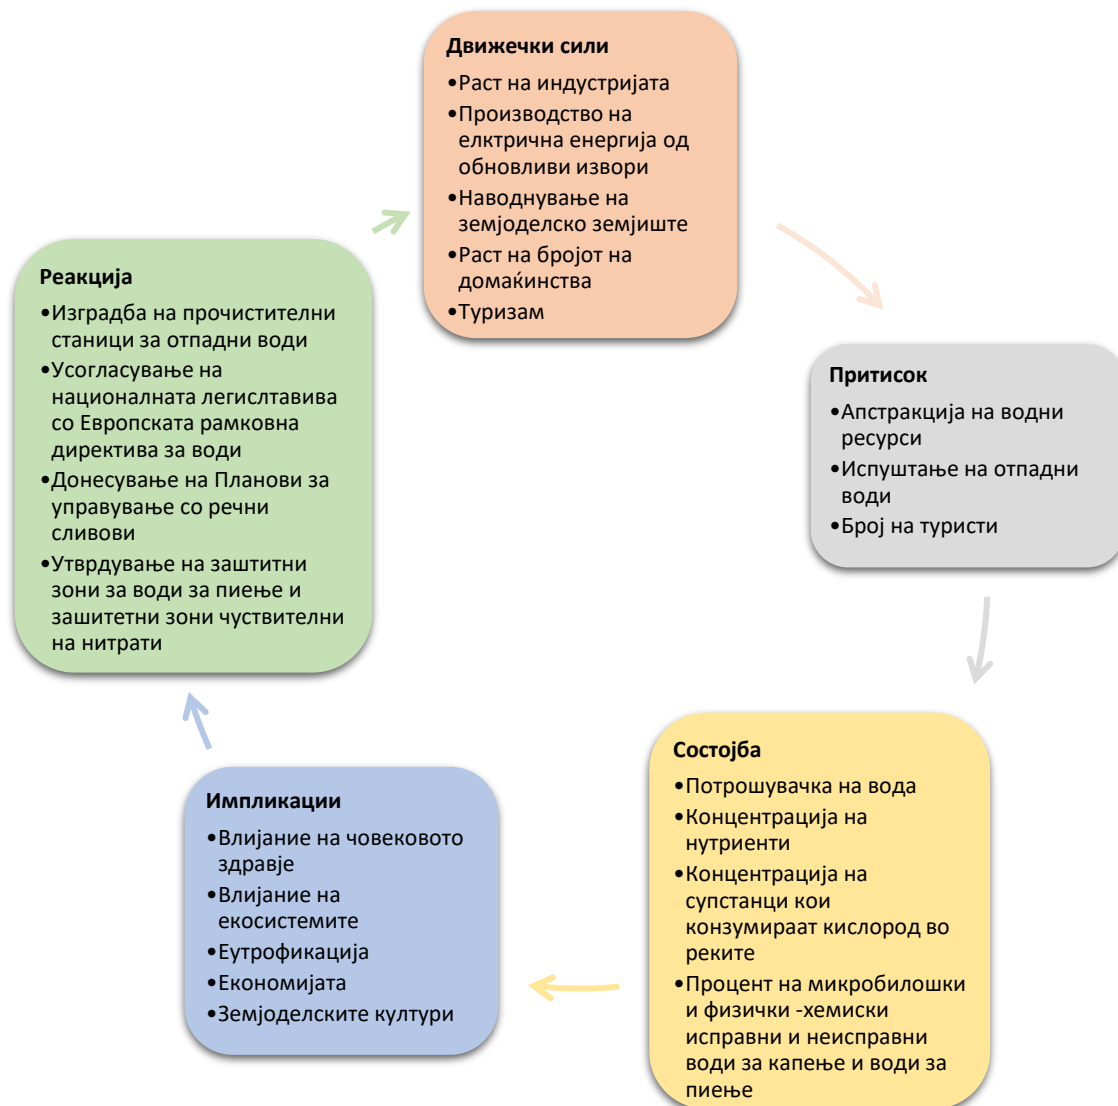 Движечки сили
•Раст на индустријата
•Производство на
елктрична енергија од
обновливи извори
•Наводнување на
земјоделско земјиште
•Раст на бројот на
домаќинства
•Туризам
Притисок
•Апстракција на водни
ресурси
•Испуштање на отпадни
води
•Број на туристи
Состојба
•Потрошувачка на вода
•Концентрација на
нутриенти
•Концентрација на
супстанци кои
конзумираат кислород во
реките
•Процент на микробилошки
и физички -хемиски
исправни и неисправни
води за капење и води за
пиење
Импликации
•Влијание на човековото
здравје
•Влијание на
екосистемите
•Еутрофикација
•Економијата
•Земјоделските култури
Реакција
•Изградба на прочистителни
станици за отпадни води
•Усогласување на
националната легислтавива
со Европската рамковна
директива за води
•Донесување на Планови за
управување со речни
сливови
•Утврдување на заштитни
зони за води за пиење и
зашитетни зони чуствителни
на нитрати